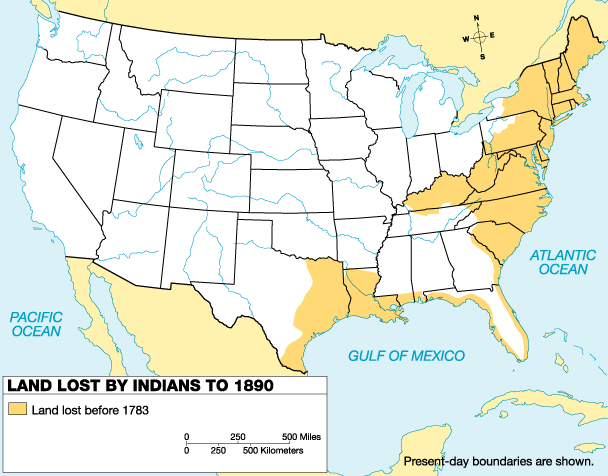 N
W E
S
ATLANTIC
OCEAN
PACIFIC
OCEAN
GULF OF MEXICO
LAND LOST BY INDIANS TO 1890
Land lost before 1783
0 250 500 Miles
0 250 500 Kilometers
Present-day boundaries are shown.